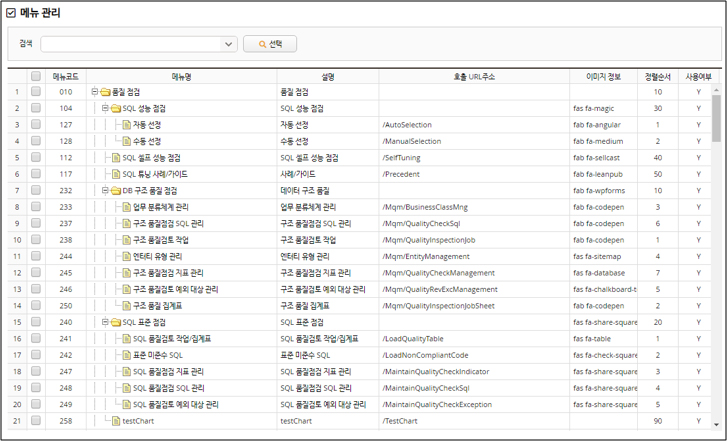 메뉴 관리
검색 선택
메뉴코드 메뉴명 설명 호출 URL주소 이미지 정보 정렬순서 사용여부
1 010 품질 점검 품질 점검 10 Y
2 104 SQL 성능 점검 SQL 성능 점검 fas fa-magic 30 Y
3 127 자동 선정 자동 선정 /AutoSelection fab fa-angular 1 Y
4 128 수동 선정 수동 선정 /ManualSelection fab fa-medium 2 Y
5 112 SQL 셀프 성능 점검 SQL 셀프 성능 점검 /SelfTuning fab fa-sellcast 40 Y
6 117 SQL 튜닝 사례/가이드 사례/가이드 /Precedent fab fa-leanpub 50 Y
7 232 DB 구조 품질 점검 데이터 구조 품질 fab fa-wpforms 10 Y
8 233 업무 분류체계 관리 업무 분류체계 관리 /Mqm/BusinessClassMng fab fa-codepen 3 Y
9 237 구조 품질점검 SQL 관리 구조 품질점검 SQL 관리 /Mqm/QualityCheckSql fab fa-codepen 6 Y
10 238 구조 품질검토 작업 구조 품질검토 작업 /Mqm/QualityInspectionJob fab fa-codepen 1 Y
11 244 엔터티 유형 관리 엔터티 유형 관리 /Mqm/EntityManagement fas fa-sitemap 4 Y
12 245 구조 품질점검 지표 관리 구조 품질점검 지표 관리 /Mqm/QualityCheckManagement fas fa-database 7 Y
13 246 구조 품질검토 예외 대상 관리 구조 품질검토 예외 대상 관리 /Mqm/QualityRevExcManagement fas fa-chalkboard-t 5 Y
14 250 구조 품질 집계표 구조 품질 집계표 /Mqm/QualityInspectionJobSheet fab fa-codepen 2 Y
15 240 SQL 표준 점검 SQL 표준 점검 fas fa-share-square 20 Y
16 241 SQL 품질검토 작업/집계표 SQL 품질검토 작업/집계표 /LoadQualityTable fas fa-table 1 Y
17 242 표준 미준수 SQL 표준 미준수 SQL /LoadNonCompliantCode fas fa-check-square 2 Y
18 247 SQL 품질점검 지표 관리 SQL 품질점검 지표 관리 /MaintainQualityCheckIndicator fas fa-share-square 3 Y
19 248 SQL 품질점검 SQL 관리 SQL 품질점검 SQL 관리 /MaintainQualityCheckSql fas fa-share-square 4 Y
20 249 SQL 품질검토 예외 대상 관리 SQL 품질검토 예외 대상 관리 /MaintainQualityCheckException fas fa-share-square 5 Y
21 258 testChart testChart /TestChart 90 Y